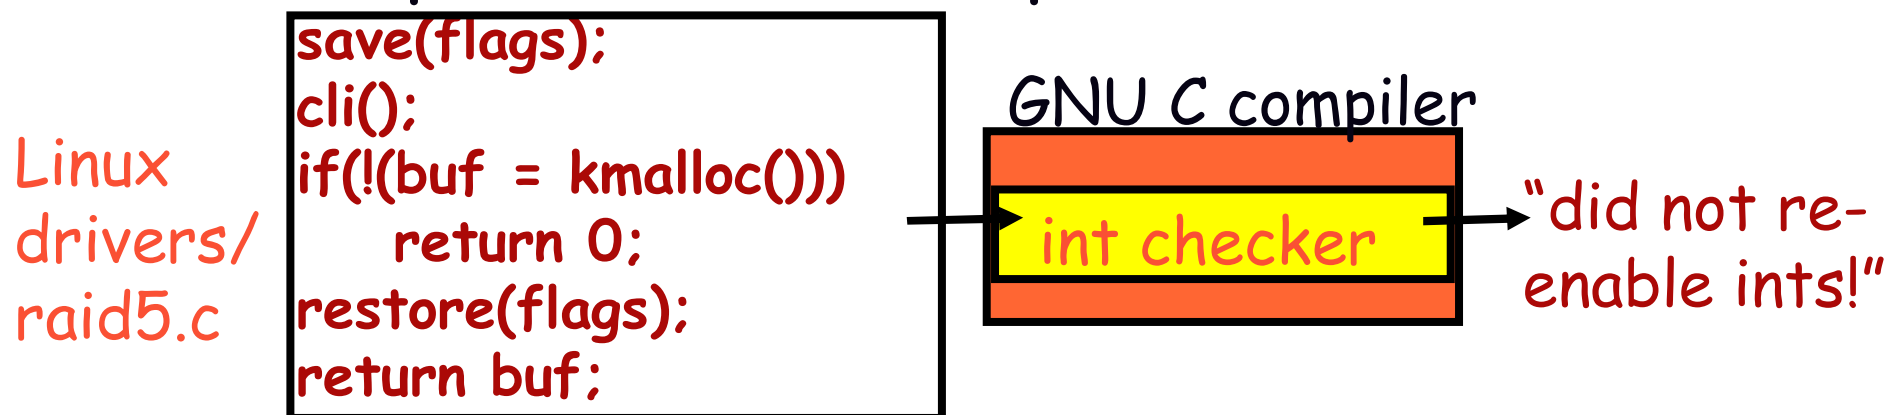 Linux
drivers/
raid5.c
save(flags);
cli();
if(!(buf = kmalloc()))
return 0;
restore(flags);
return buf;
GNU C compiler
int checker
“did not re-
enable ints!”